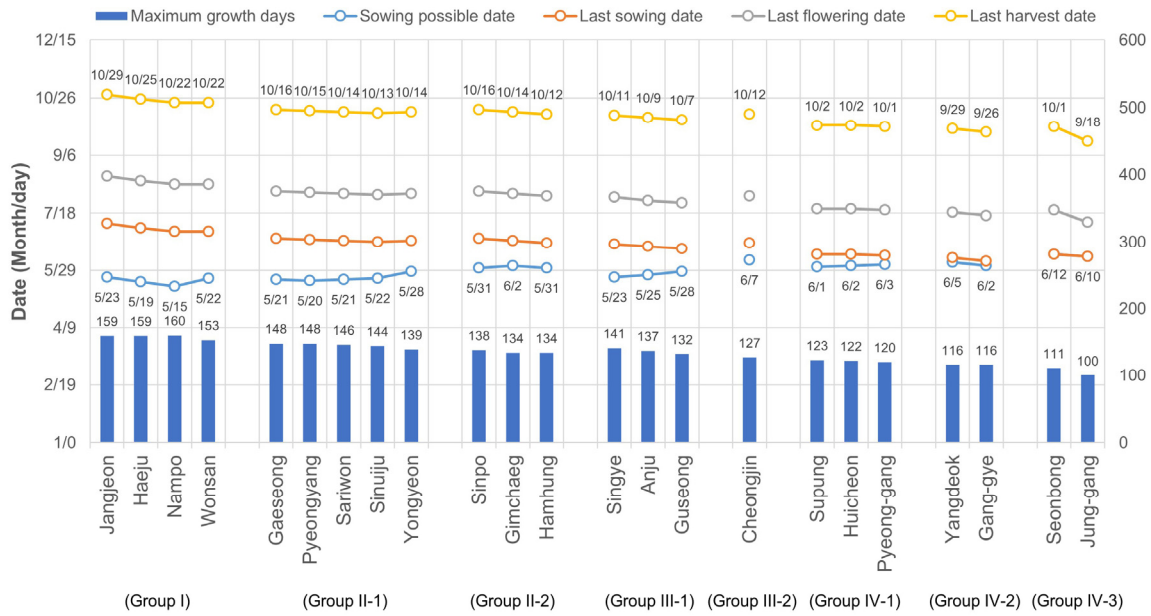 Maximum growth days Sowing possible date Last sowing date Last flowering date Last harvest date
12/15 600
10/29 10/25 10/22 10/22 10/16 10/15 10/14 10/13 10/14 10/16 10/14 10/12 10/11 10/9 10/7 10/12 10/2 10/2 10/1 9/29 9/26 10/1 9/18
10/26 500
9/6 400
7/18 300
5/29
5/23 5/19 5/15 5/22 5/21 5/20 5/21 5/22 5/28 5/31 6/2 5/31 5/23 5/25 5/28 6/7 6/1 6/2 6/3 6/5 6/2 6/12 6/10
200
4/9
159 159 160 153 148 148 146 144 139 138 134 134 141 137 132 127 123 122 120 116 116 111 100
2/19 100
1/0 0
Date (Month/day)
Jangjeon Haeju Nampo Wonsan Gaeseong Pyeongyang Sariwon Sinuiju Yongyeon Sinpo Gimchaeg Hamhung Singye Anju Guseong Cheongjin Supung Huicheon Pyeong-gang Yangdeok Gang-gye Seonbong Jung-gang
(Group I) (Group II-1) (Group II-2) (Group III-1) (Group III-2) (Group IV-1) (Group IV-2) (Group IV-3)